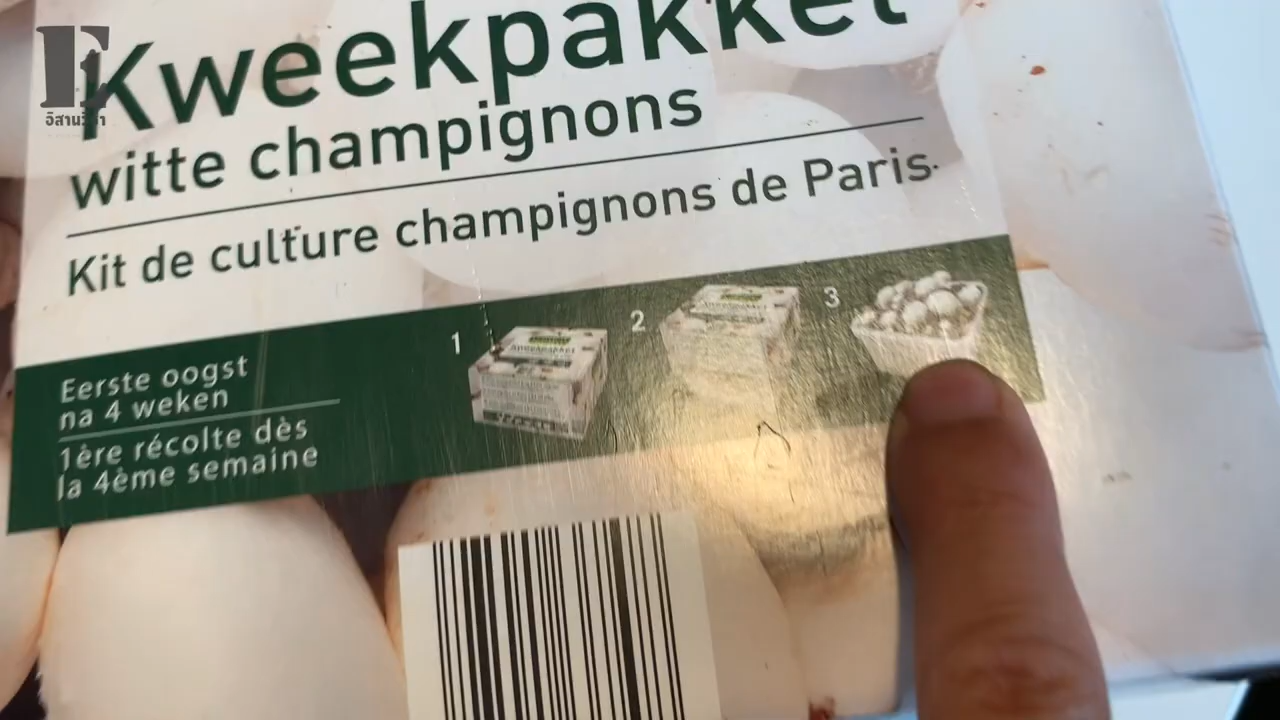 Kweekpakket
witte champignons
Kit de culture champignons de Paris
Eerste oogst
na 4 weken
1ère récolte dès
la 4ème semaine
1
2
3
Kweekpakket